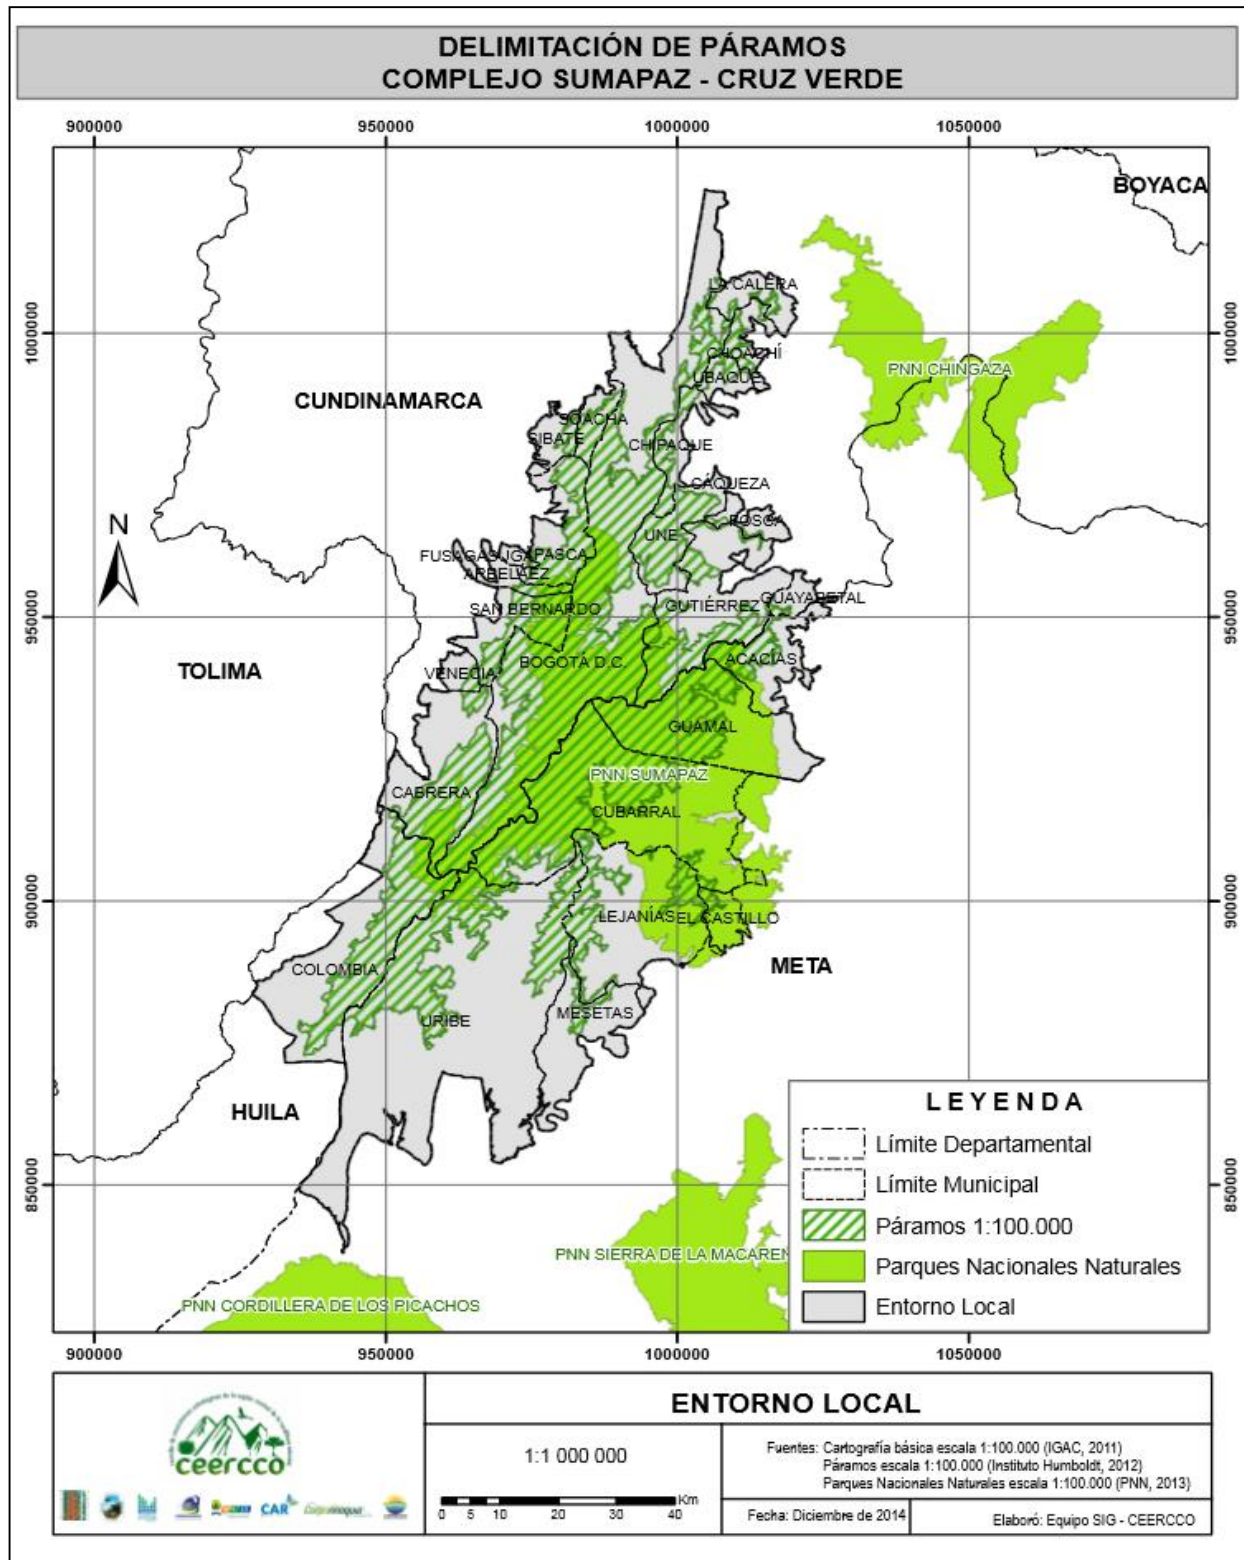 DELIMITACIÓN DE PÁRAMOS
COMPLEJO SUMAPAZ - CRUZ VERDE
900000 950000 1000000 1050000
BOYACA
LA CALERA
1000000 1000000
CHOACHÍ
PNN CHINGAZA
UBAQUE
CUNDINAMARCA
SOACHA
SIBATE
CHIPAQUE
CÁQUEZA
FOSCA
N
UNE
FUSAGASUGA
PASCA
ARBELAEZ
GUAYABETAL
SAN BERNARDO
GUTIÉRREZ
950000 950000
BOGOTÁ D.C.
ACACÍAS
TOLIMA
VENECIA
GUAMAL
PNN SUMAPAZ
CABRERA
CUBARRAL
900000 900000
LEJANÍAS
EL CASTILLO
META
COLOMBIA
MESETAS
URIBE
HUILA
850000 850000
PNN SIERRA DE LA MACAREN
PNN CORDILLERA DE LOS PICACHOS
LEYENDA
Límite Departamental
Límite Municipal
Páramos 1:100.000
Parques Nacionales Naturales
Entorno Local
900000 950000 1000000 1050000
ceercco
CAR
ENTORNO LOCAL
1:1 000 000
Km
0 5 10 20 30 40
Fuentes: Cartografía básica escala 1:100.000 (IGAC, 2011)
Páramos escala 1:100.000 (Instituto Humboldt, 2012)
Parques Nacionales Naturales escala 1:100.000 (PNN, 2013)
Fecha: Diciembre de 2014
Elaboró: Equipo SIG - CEERCCO